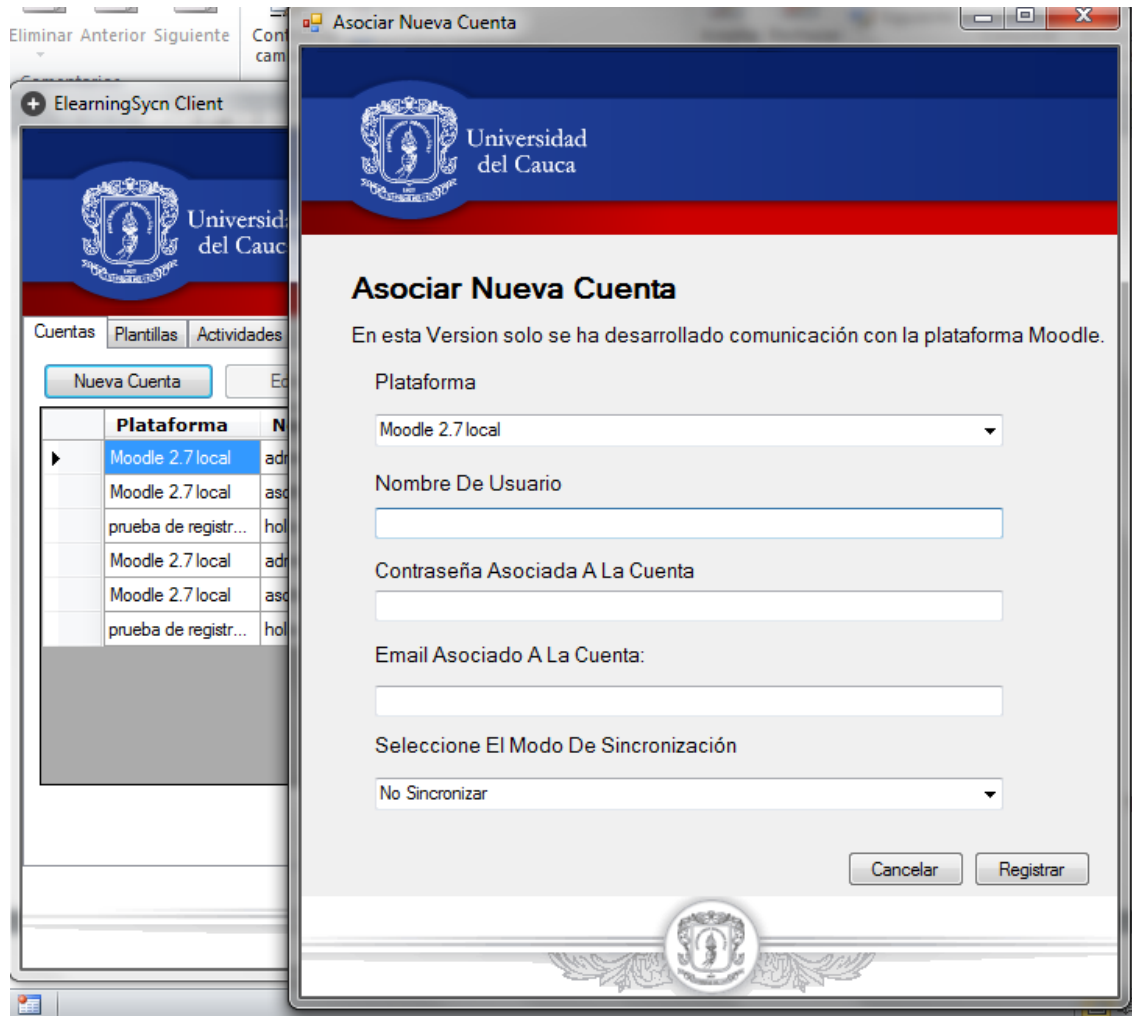 Eliminar Anterior Siguiente
Asociar Nueva Cuenta
ElearningSycn Client
Universidad
del Cauca
Cuentas Plantillas Actividades
Nueva Cuenta
Plataforma
Moodle 2.7 local
Moodle 2.7 local
prueba de registr...
Moodle 2.7 local
Moodle 2.7 local
prueba de registr...
Universidad
del Cauca
Asociar Nueva Cuenta
En esta Version solo se ha desarrollado comunicación con la plataforma Moodle.
Plataforma
Moodle 2.7 local
Nombre De Usuario
Contraseña Asociada A La Cuenta
Email Asociado A La Cuenta:
Seleccione El Modo De Sincronización
No Sincronizar
Cancelar Registrar